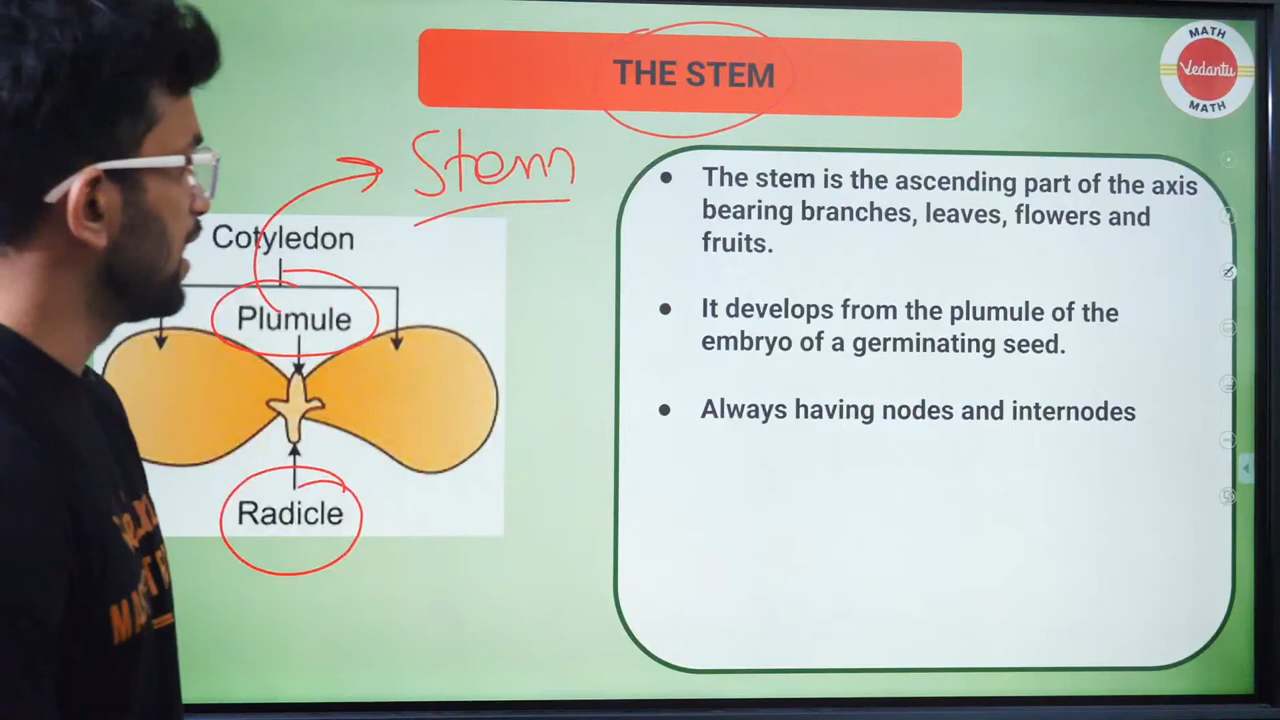 THE STEM
MATH
Vedantu
MATH
Stem
Cotyledon
Plumule
Radicle
• The stem is the ascending part of the axis
bearing branches, leaves, flowers and
fruits.
• It develops from the plumule of the
embryo of a germinating seed.
• Always having nodes and internodes